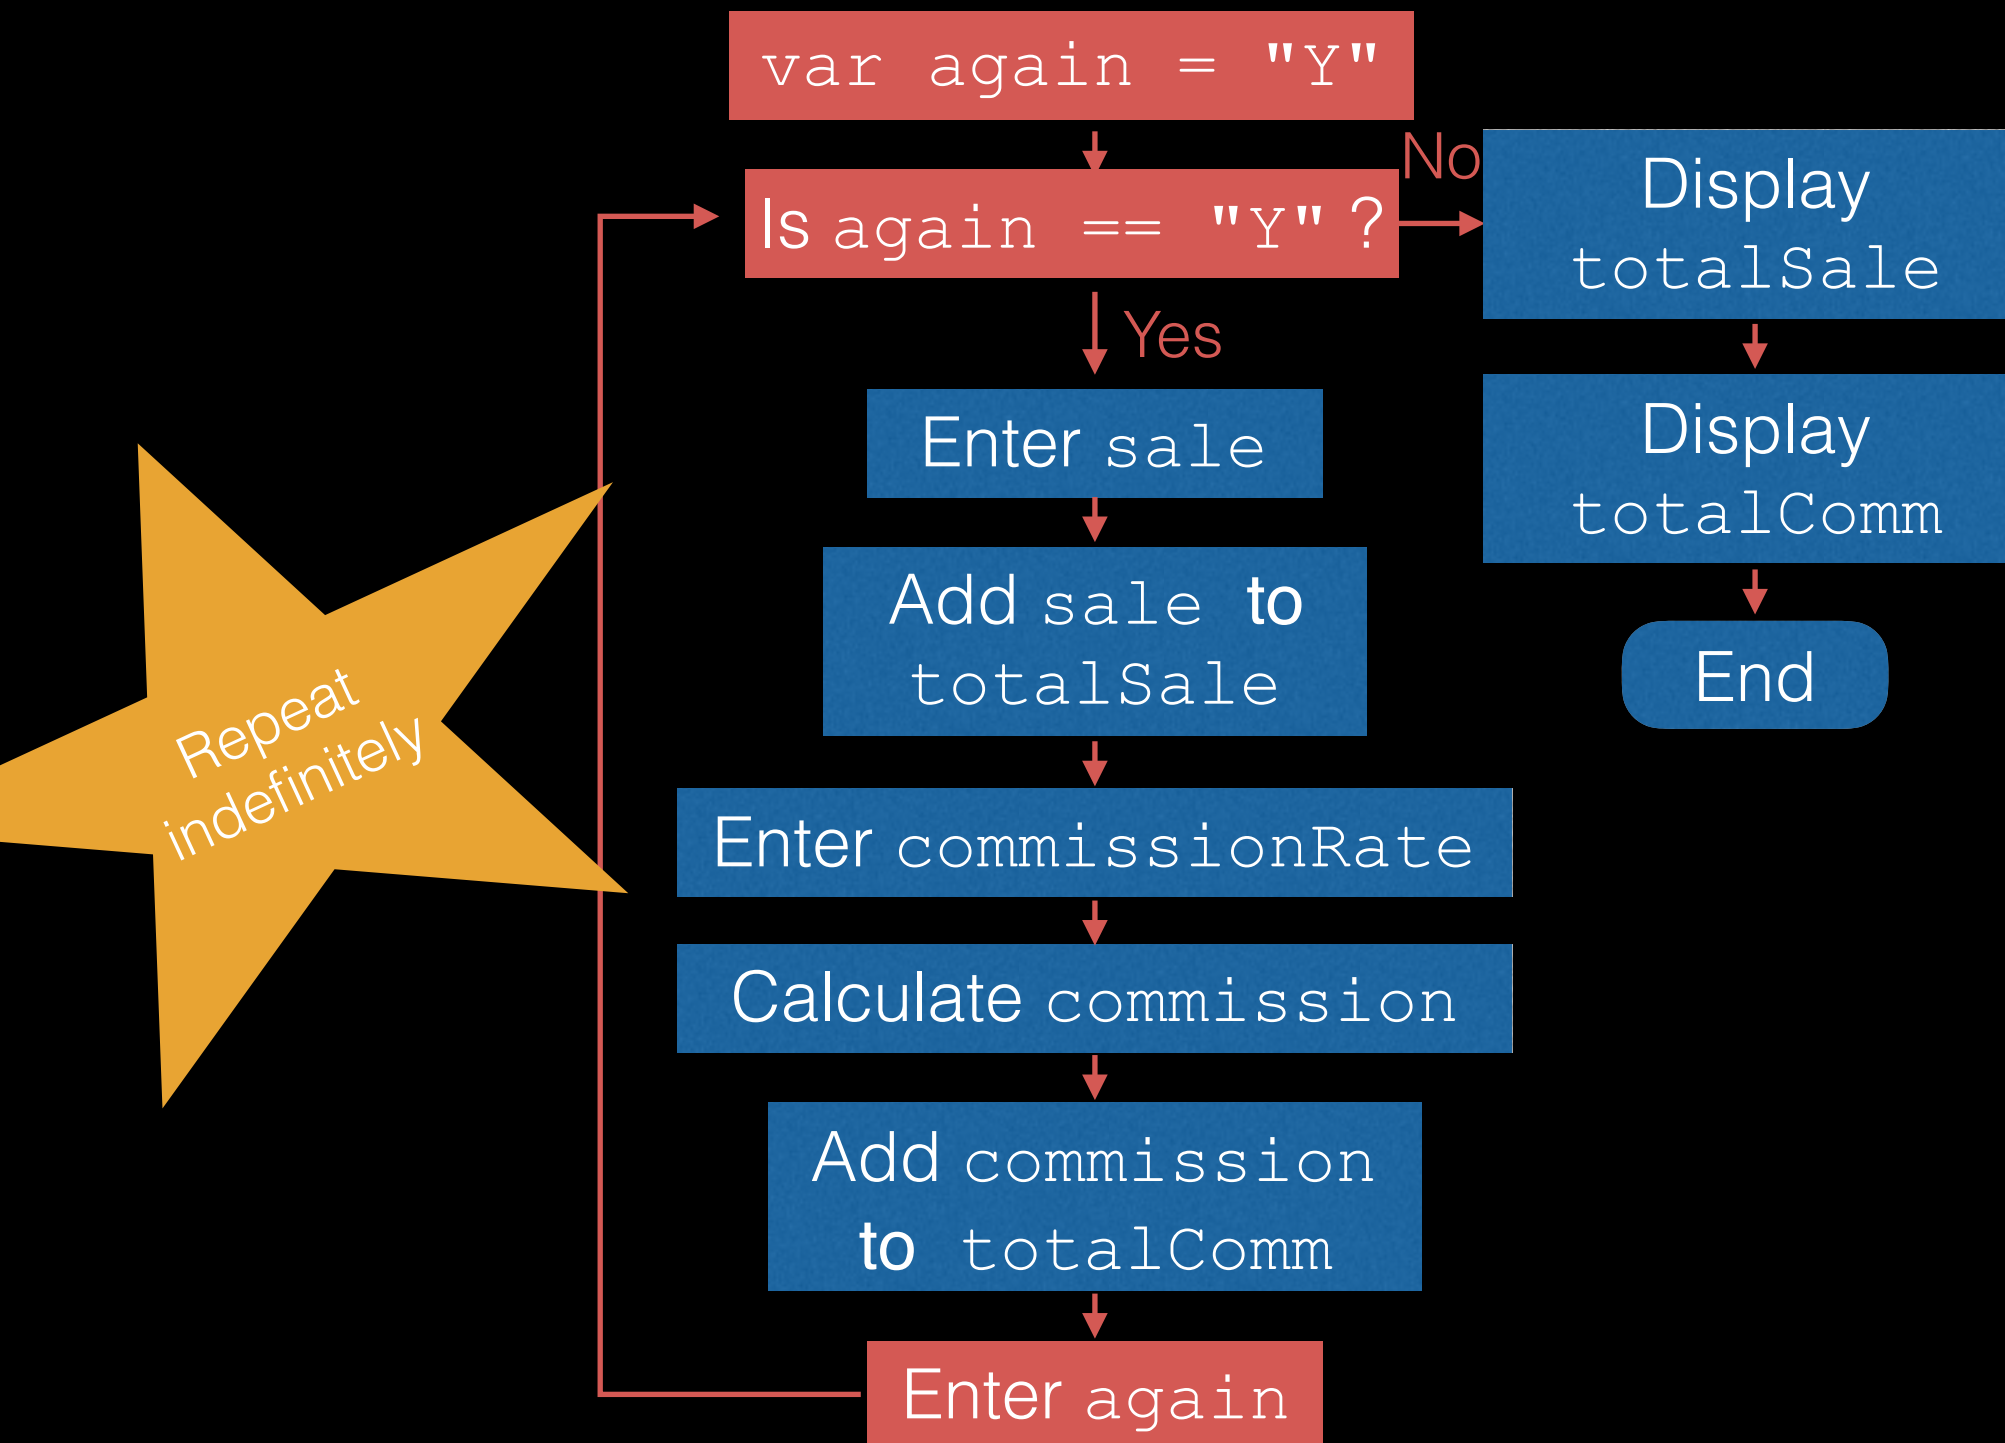 var again = "Y"
Is again == "Y" ?
No
Yes
Enter sale
Add sale to
totalSale
Enter commissionRate
Calculate commission
Add commission
to totalComm
Enter again
Display
totalSale
Display
totalComm
End
Repeat
indefinitely